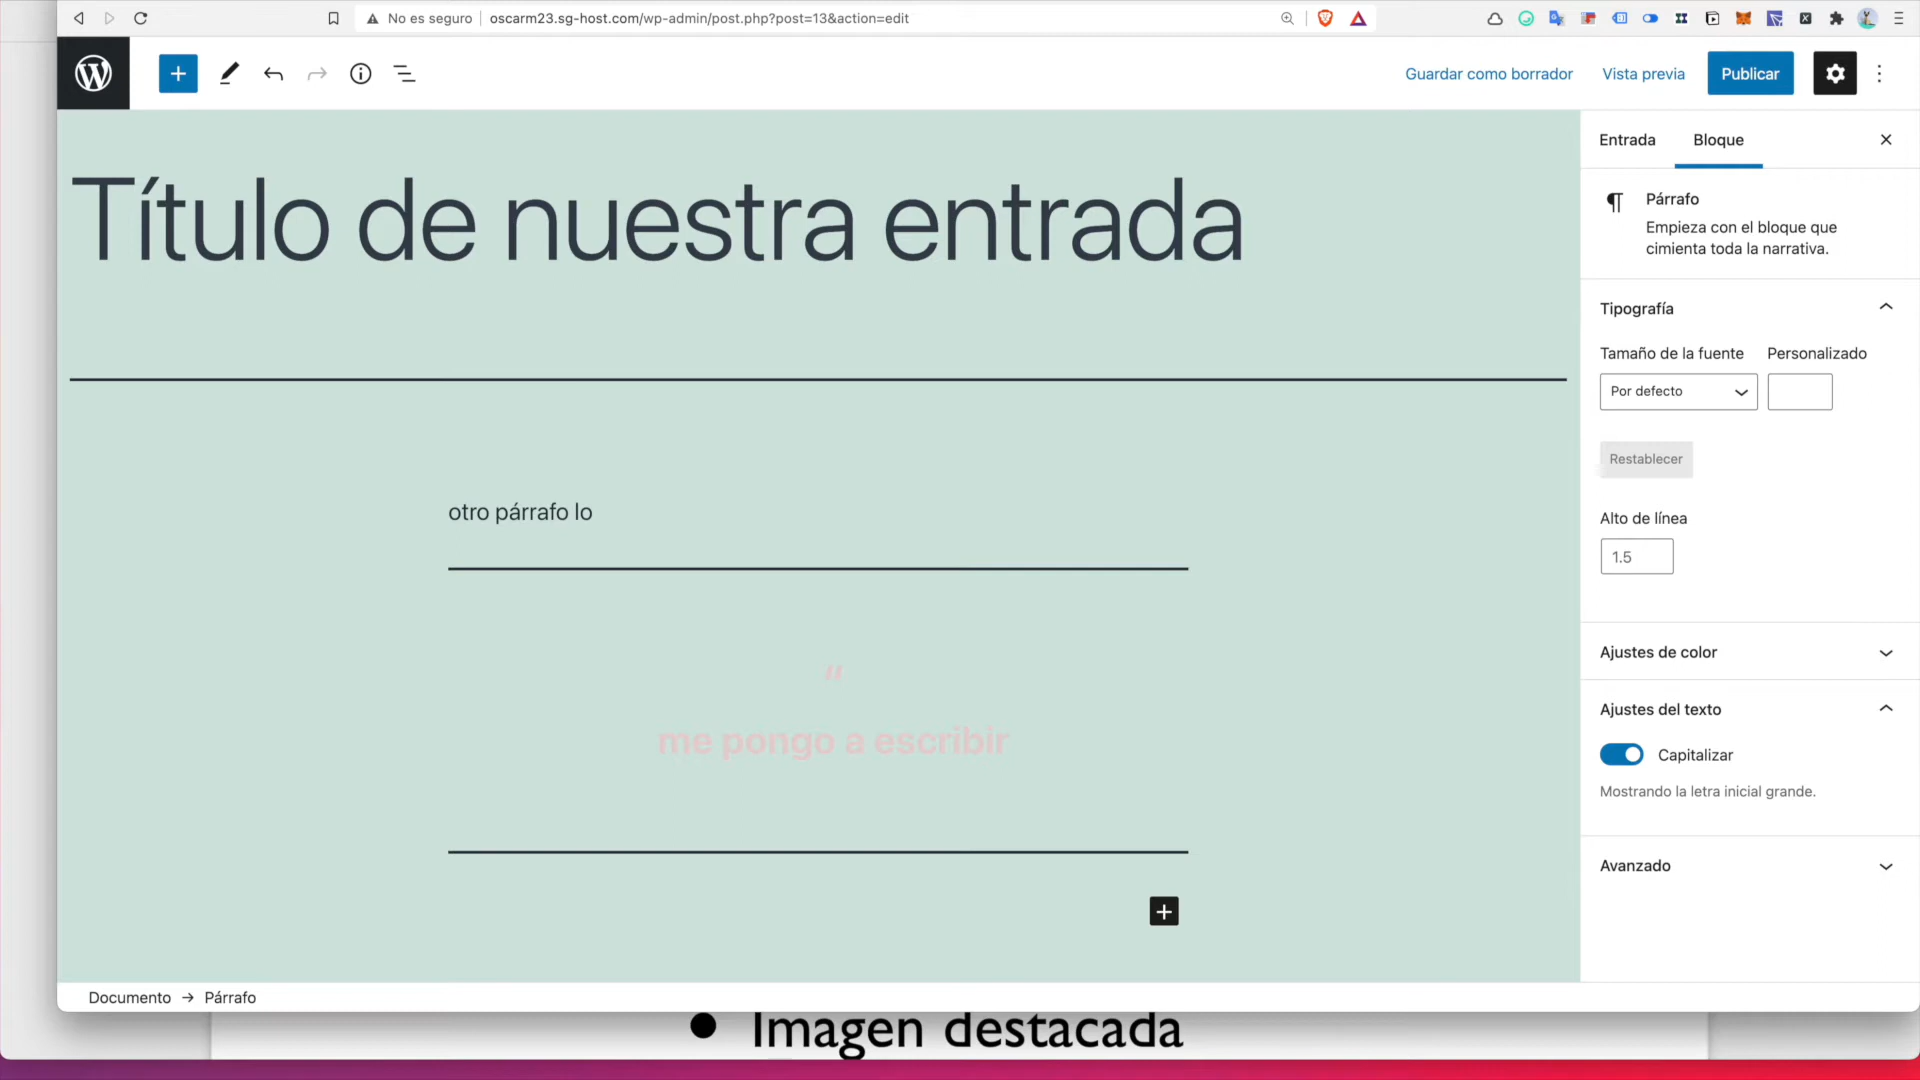 No es seguro
oscarm23.sg-host.com/wp-admin/post.php?post=13&action=edit
Guardar como borrador
Vista previa
Publicar
Entrada
Bloque
Párrafo
Empieza con el bloque que
cimienta toda la narrativa.
Tipografía
Tamaño de la fuente
Personalizado
Por defecto
Restablecer
Alto de línea
1.5
Ajustes de color
Ajustes del texto
Capitalizar
Mostrando la letra inicial grande.
Avanzado
Título de nuestra entrada
otro párrafo lo
"
me pongo a escribir
Documento → Párrafo
• Imagen destacada